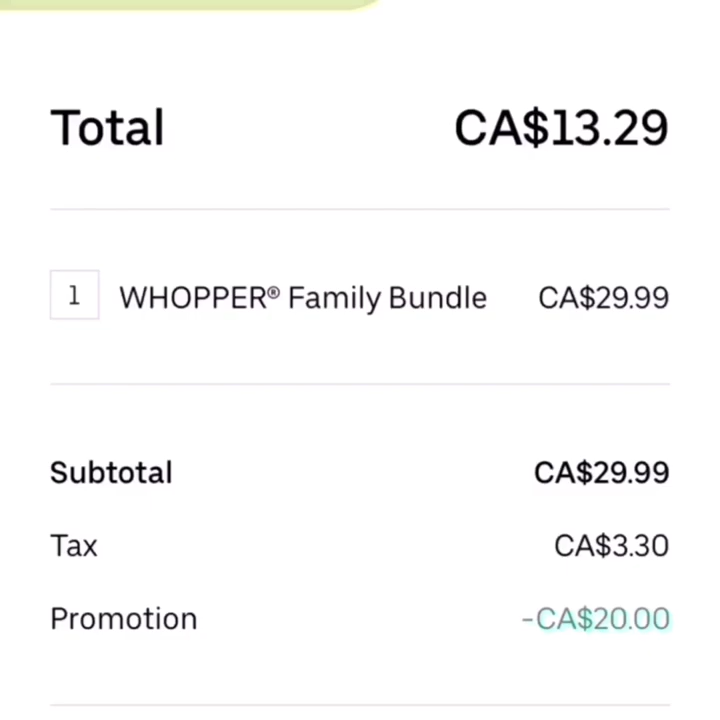 Total CA$13.29
1 WHOPPER® Family Bundle CA$29.99
Subtotal CA$29.99
Tax CA$3.30
Promotion -CA$20.00